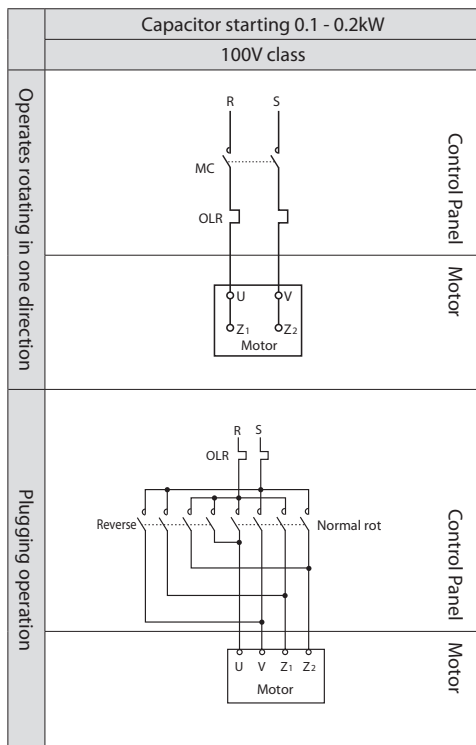 Capacitor starting 0.1 - 0.2kW
100V class
Operates rotating in one direction
R S
MC
OLR
Control Panel
U V
Z1 Z2
Motor
Motor
Plugging operation
R S
OLR
Reverse Normal rot
Control Panel
U V Z1 Z2
Motor
Motor